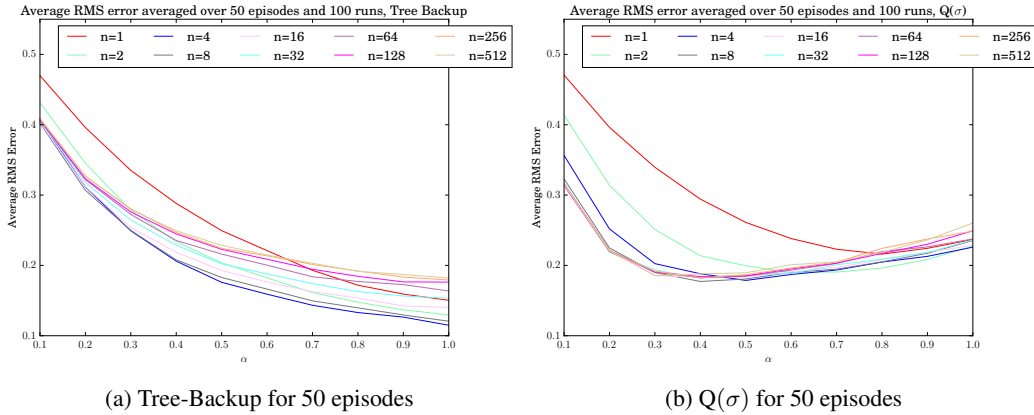 Average RMS error averaged over 50 episodes and 100 runs, Tree Backup
0.5
0.4
0.3
0.2
0.1
Average RMS Error
n=1
n=4
n=16
n=64
n=256
n=2
n=8
n=32
n=128
n=512
0.1 0.2 0.3 0.4 0.5 0.6 0.7 0.8 0.9 1.0
α
(a) Tree-Backup for 50 episodes
Average RMS error averaged over 50 episodes and 100 runs, Q(σ)
0.5
0.4
0.3
0.2
0.1
Average RMS Error
n=1
n=4
n=16
n=64
n=256
n=2
n=8
n=32
n=128
n=512
0.1 0.2 0.3 0.4 0.5 0.6 0.7 0.8 0.9 1.0
α
(b) Q(σ) for 50 episodes